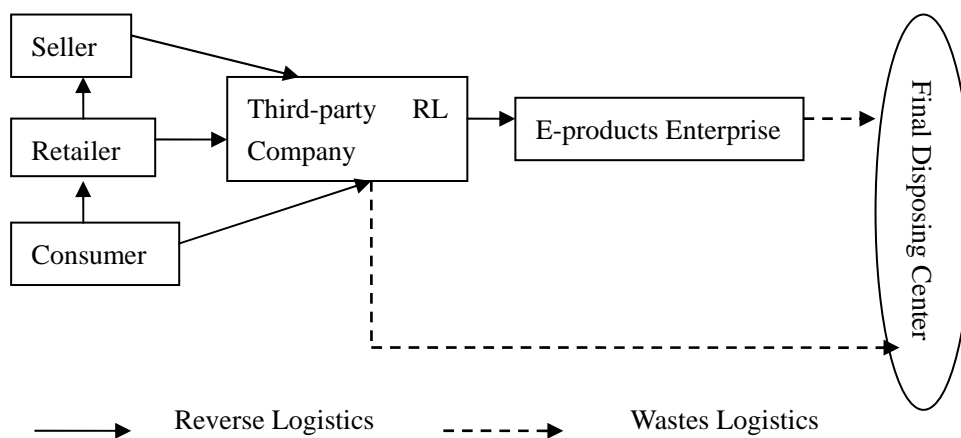 Seller
Retailer
Consumer
Third-party RL
Company
E-products Enterprise
Final Disposing Center
Reverse Logistics
Wastes Logistics